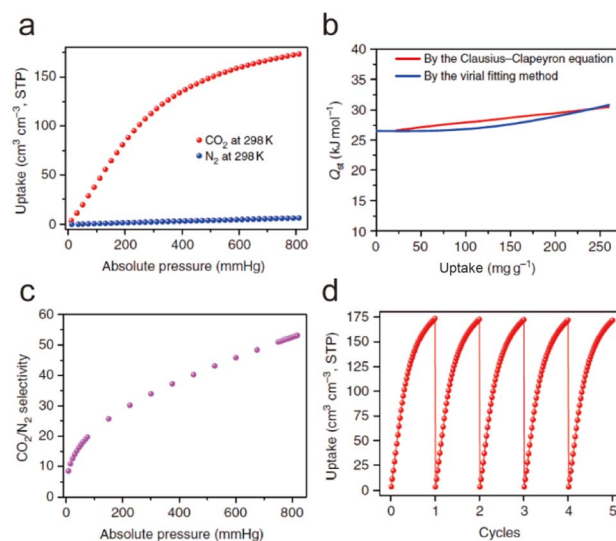 a
Uptake (cm³ cm⁻³, STP)
150
100
50
0
CO₂ at 298 K
N₂ at 298 K
200 400 600 800
Absolute pressure (mmHg)
b
Qst (kJ mol⁻¹)
40
35
30
25
20
15
10
By the Clausius–Clapeyron equation
By the virial fitting method
0 50 100 150 200 250
Uptake (mg g⁻¹)
c
CO₂/N₂ selectivity
60
50
40
30
20
10
0
0 200 400 600 800
Absolute pressure (mmHg)
d
Uptake (cm³ cm⁻³, STP)
175
150
125
100
75
50
25
0
0 1 2 3 4 5
Cycles